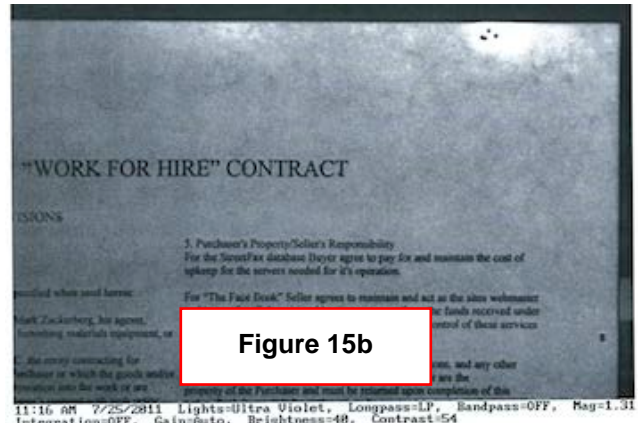 "WORK FOR HIRE" CONTRACT
5. Purchaser's Property/Seller's Responsibility
For the StreetFax database Buyer agree to pay for and maintain the cost of
upkeep for the servers needed for it's operation.
specified when used herein:
For "The Face Book" Seller agrees to maintain and act as the sites webmaster
Mark Zuckerberg, his agents,
the funds received under
furnishing materials equipment, or
control of these services
C, the entity contracting for
and any other
purchaser or which the goods and/or
are the
property of the Purchaser and must be returned upon completion of this
Figure 15b
11:16 AM 7/25/2011 Lights=Ultra Violet, Longpass=LP, Bandpass=OFF, Mag=1.31
Integration=OFF, Gain=Auto, Brightness=40, Contrast=54